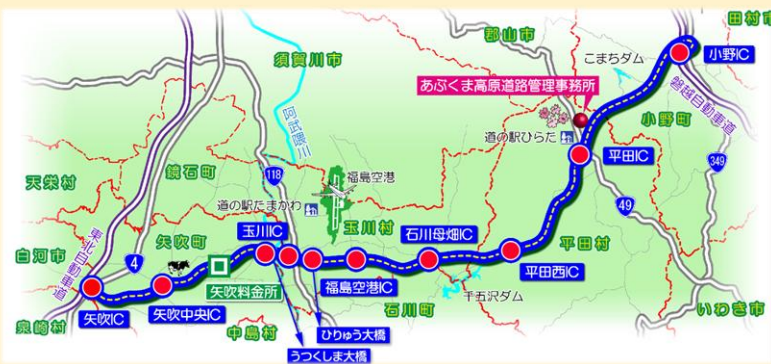 郡山市
田村市
いわき市
小野IC
こまちダム
須賀川市
あぶくま高原道路管理事務所
磐越自動車道
小野町
道の駅ひらた
平田IC
349
鏡石町
118
福島空港
天栄村
道の駅たまかわ
玉川村
49
玉川IC
石川母畑IC
平田村
白河市
4
矢吹町
東北自動車道
矢吹料金所
福島空港IC
平田西IC
千五沢ダム
石川町
矢吹IC
矢吹中央IC
いわき市
泉崎村
中島村
ひりゅう大橋
うつくしま大橋